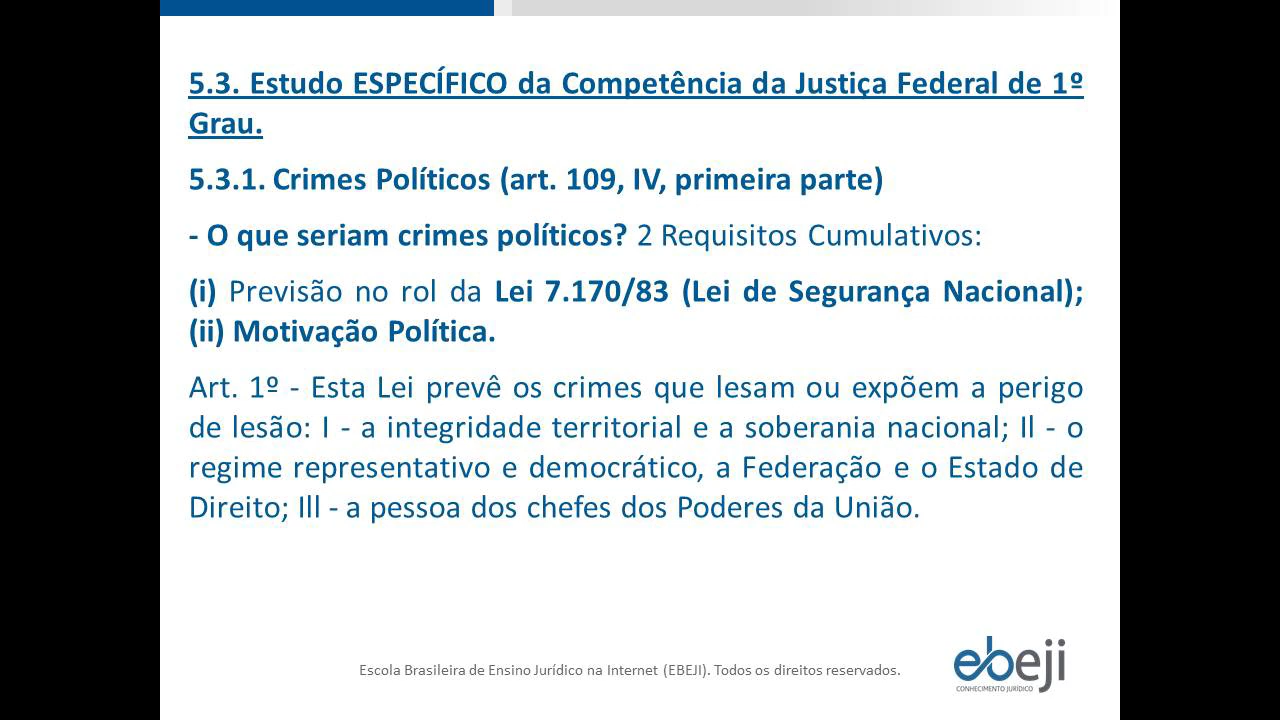 5.3. Estudo ESPECÍFICO da Competência da Justiça Federal de 1º
Grau.
5.3.1. Crimes Políticos (art. 109, IV, primeira parte)
- O que seriam crimes políticos? 2 Requisitos Cumulativos:
(i) Previsão no rol da Lei 7.170/83 (Lei de Segurança Nacional);
(ii) Motivação Política.
Art. 1º - Esta Lei prevê os crimes que lesam ou expõem a perigo
de lesão: I - a integridade territorial e a soberania nacional; Il - o
regime representativo e democrático, a Federação e o Estado de
Direito; Ill - a pessoa dos chefes dos Poderes da União.
Escola Brasileira de Ensino Jurídico na Internet (EBEJI). Todos os direitos reservados.
ebeji
CONHECIMENTO JURÍDICO